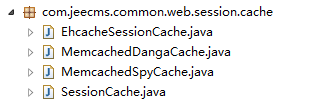 com.jeecms.common.web.session.cache
EhcacheSessionCache.java
MemcachedDangaCache.java
MemcachedSpyCache.java
SessionCache.java